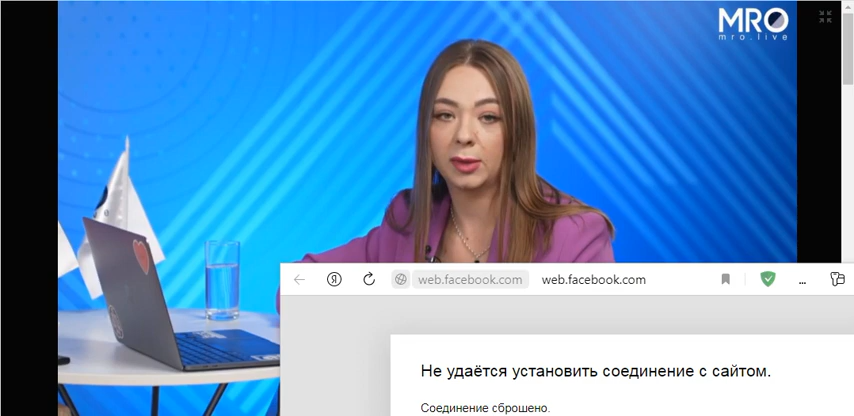 MRO
mro.live
Я
web.facebook.com web.facebook.com
...
Не удаётся установить соединение с сайтом.
Соединение сброшено.